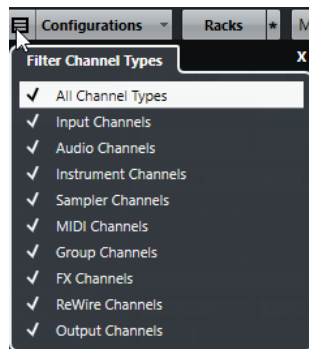 Configurations Racks * M
Filter Channel Types X
All Channel Types
Input Channels
Audio Channels
Instrument Channels
Sampler Channels
MIDI Channels
Group Channels
FX Channels
ReWire Channels
Output Channels